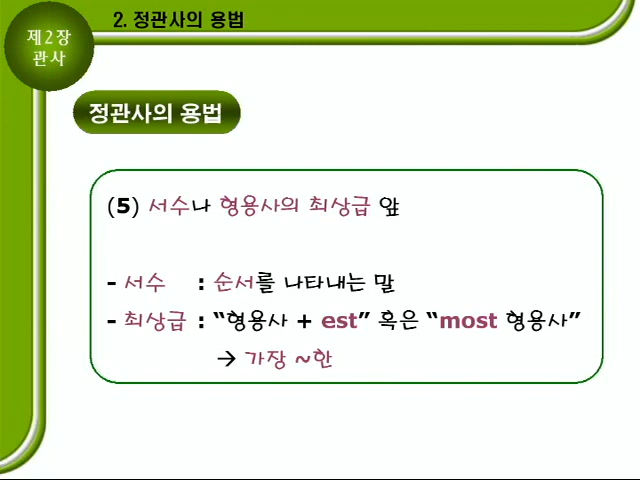 2. 정관사의 용법
제2장
관사
정관사의 용법
(5) 서수나 형용사의 최상급 앞
- 서수 : 순서를 나타내는 말
- 최상급 : “형용사 + est” 혹은 “most 형용사”
→ 가장 ~한